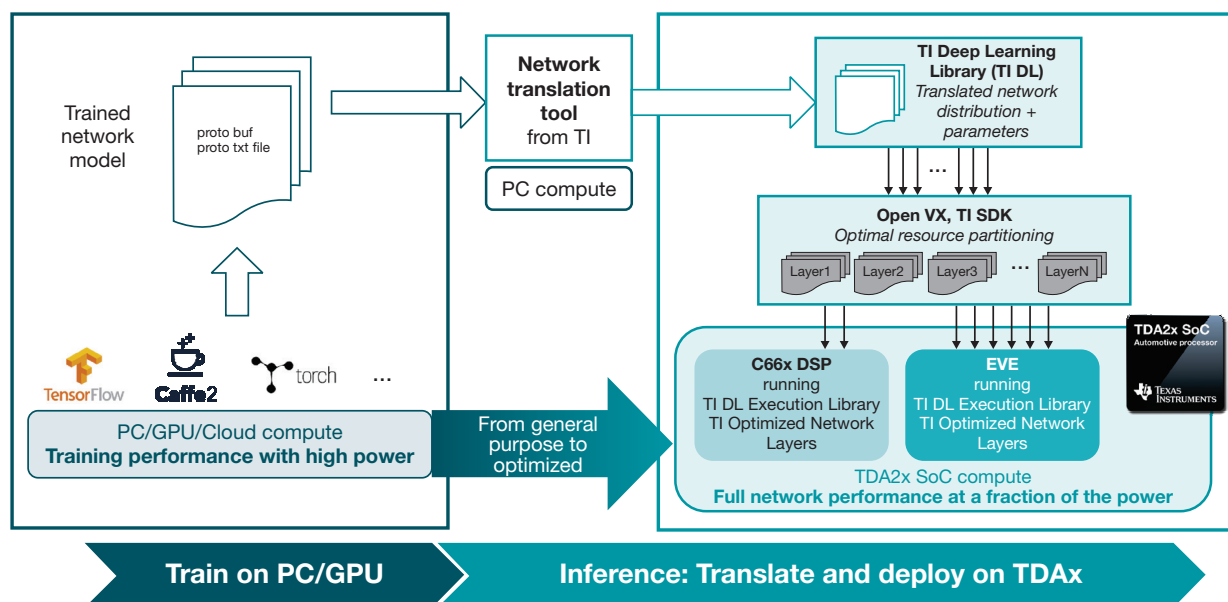 Trained
network
model
proto buf
proto txt file
TensorFlow
Caffe2
torch
...
PC/GPU/Cloud compute
Training performance with high power
Network
translation
tool
from TI
PC compute
From general
purpose to
optimized
TI Deep Learning
Library (TI DL)
Translated network
distribution +
parameters
...
Open VX, TI SDK
Optimal resource partitioning
Layer1
Layer2
Layer3
...
LayerN
C66x DSP
running
TI DL Execution Library
TI Optimized Network
Layers
EVE
running
TI DL Execution Library
TI Optimized Network
Layers
TDA2x SoC compute
Full network performance at a fraction of the power
TDA2x SoC
Automotive processor
TEXAS
INSTRUMENTS
Train on PC/GPU
Inference: Translate and deploy on TDAx